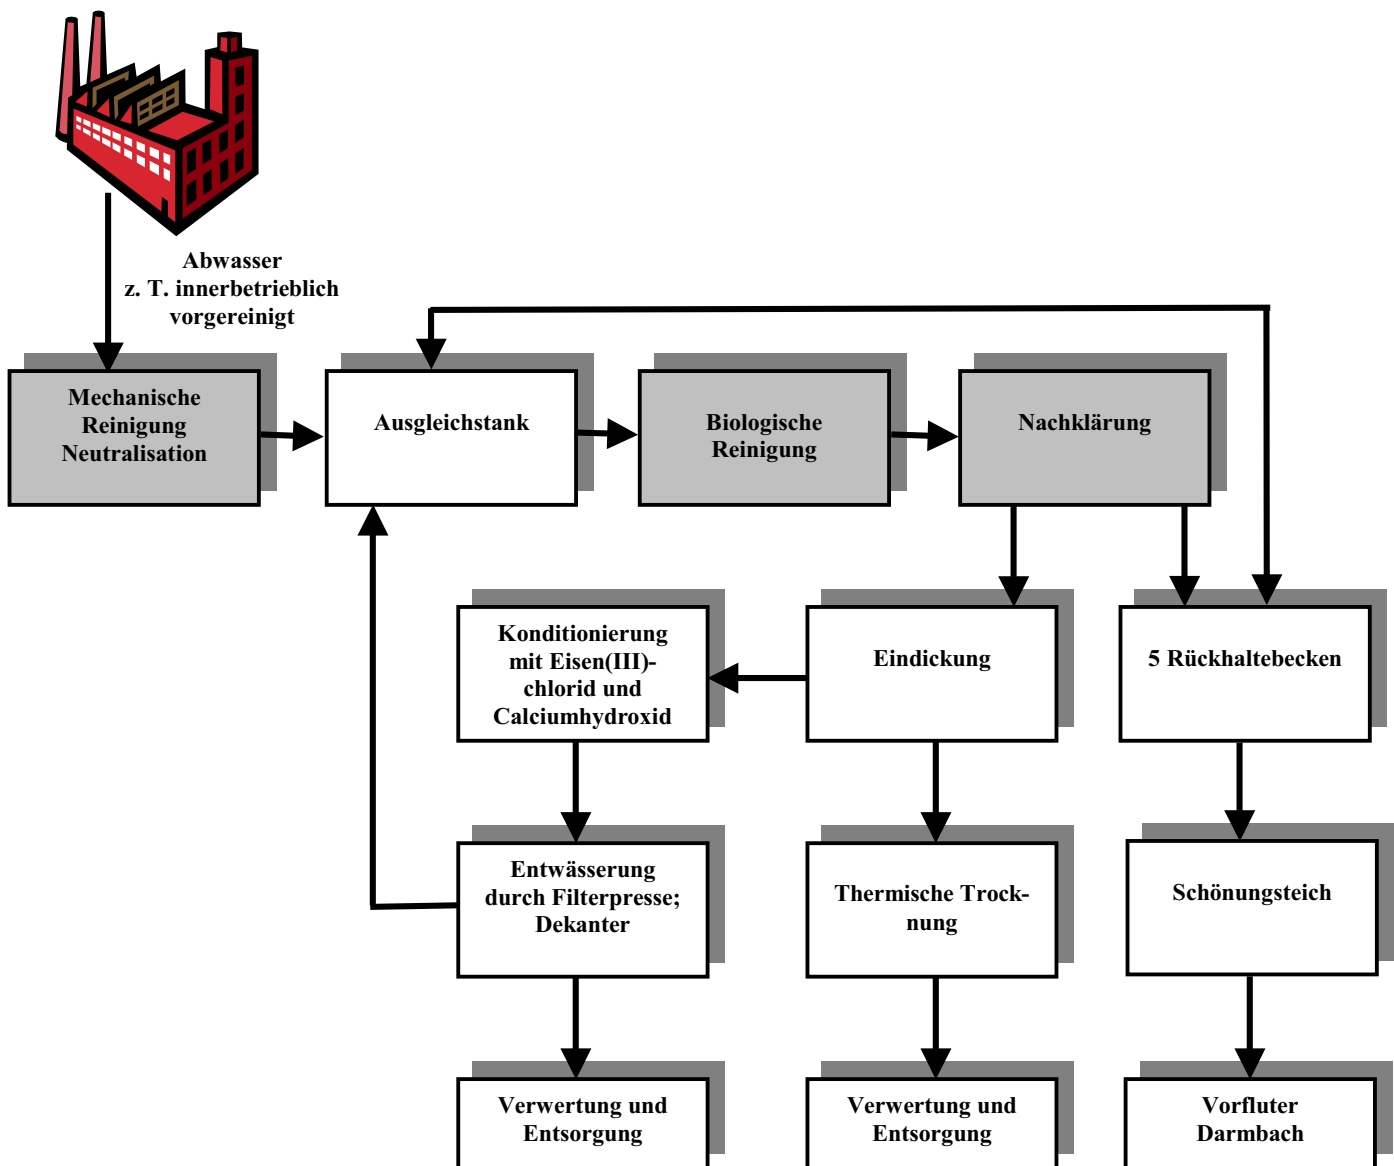 Abwasser
z. T. innerbetrieblich
vorgereinigt
Mechanische
Reinigung
Neutralisation
Ausgleichstank
Biologische
Reinigung
Nachklärung
Konditionierung
mit Eisen(III)-
chlorid und
Calciumhydroxid
Eindickung
5 Rückhaltebecken
Entwässerung
durch Filterpresse;
Dekanter
Thermische Trock-
nung
Schönungsteich
Verwertung und
Entsorgung
Verwertung und
Entsorgung
Vorfluter
Darmbach